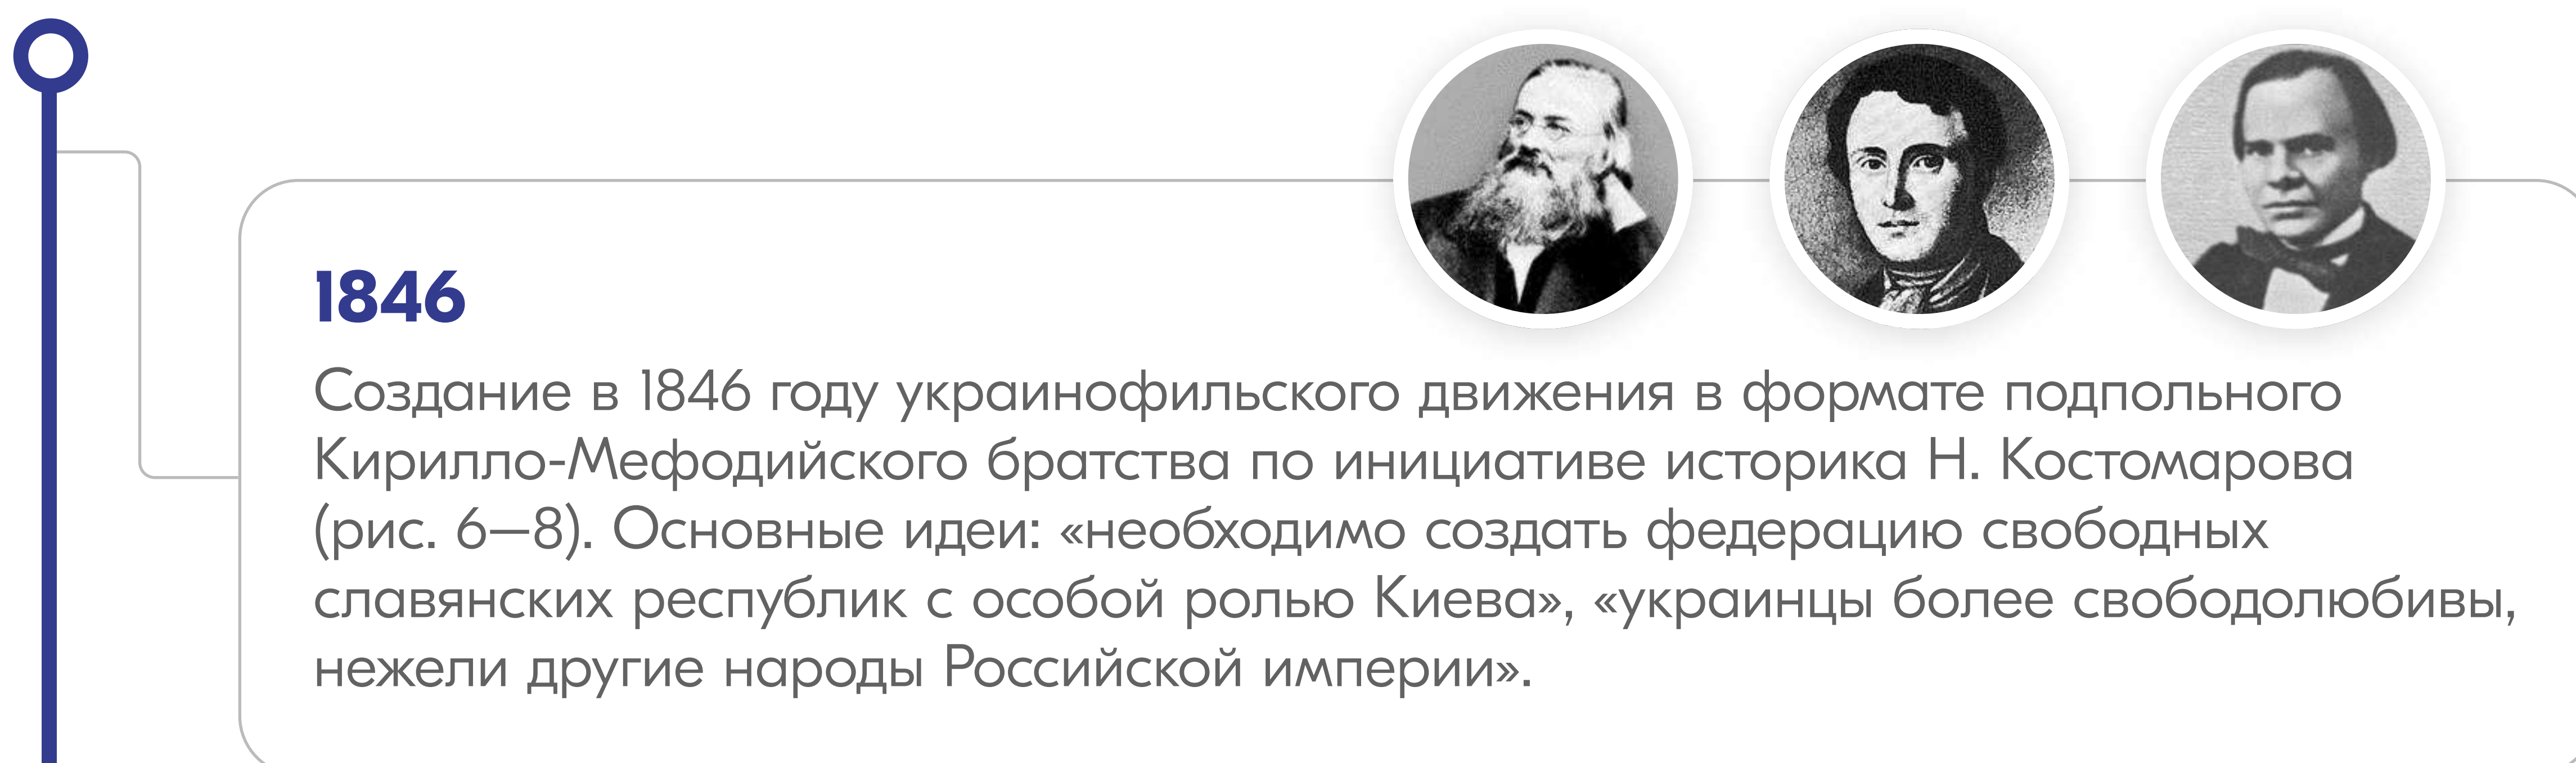 1846
Создание в 1846 году украинофильского движения в формате подпольного
Кирилло-Мефодийского братства по инициативе историка Н. Костомарова
(рис. 6—8). Основные идеи: «необходимо создать федерацию свободных
славянских республик с особой ролью Киева», «украинцы более свободолюбивы,
нежели другие народы Российской империи».